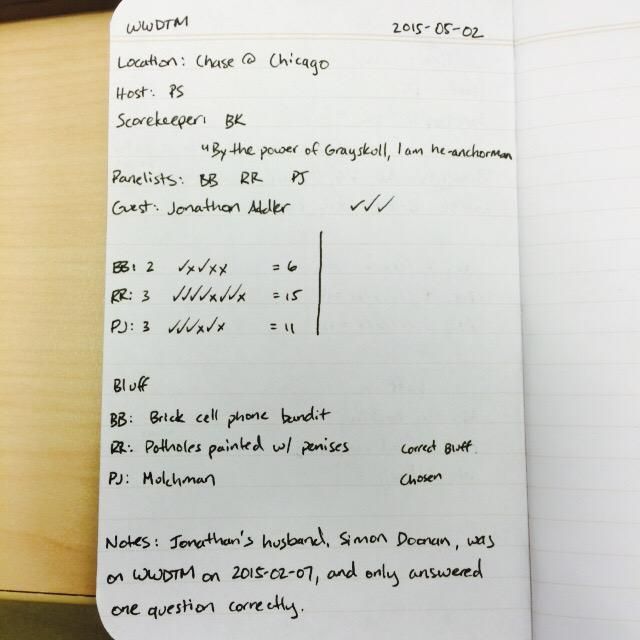 WWDTM 2015-05-02
Location: Chase @ Chicago
Host: PS
Scorekeeper: BK
"By the power of Grayskull, I am he-anchorman
Panelists: BB RR PJ
Guest: Jonathon Adler ✓✓✓
BB: 2 ✓x✓xx = 6
RR: 3 ✓✓✓✓x✓✓x = 15
PJ: 3 ✓✓✓x✓x = 11
Bluff
BB: Brick cell phone bandit
RR: Potholes painted w/ penises Correct Bluff.
PJ: Mulchman Chosen
Notes: Jonathan's husband, Simon Doonan, was
on WWDTM on 2015-02-07, and only answered
one question correctly.